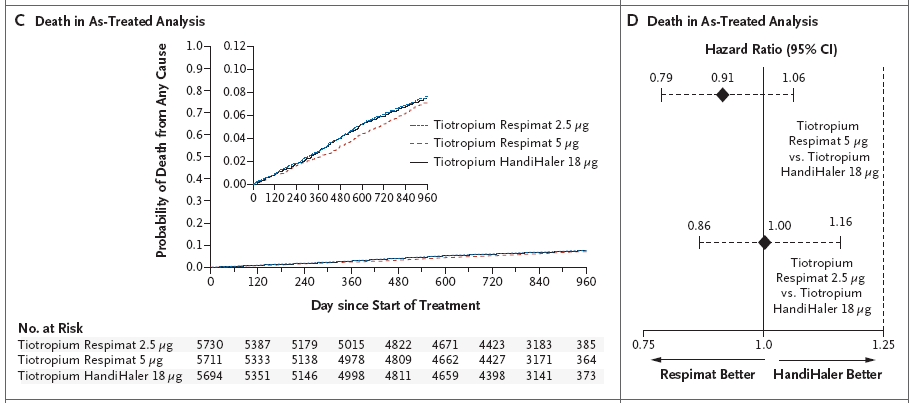 C Death in As-Treated Analysis
Probability of Death from Any Cause
1.0
0.9
0.8
0.7
0.6
0.5
0.4
0.3
0.2
0.1
0.0
0.12
0.10
0.08
0.06
0.04
0.02
0.00
0 120 240 360 480 600 720 840 960
Tiotropium Respimat 2.5 µg
Tiotropium Respimat 5 µg
Tiotropium HandiHaler 18 µg
0 120 240 360 480 600 720 840 960
Day since Start of Treatment
No. at Risk
Tiotropium Respimat 2.5 µg 5730 5387 5179 5015 4822 4671 4423 3183 385
Tiotropium Respimat 5 µg 5711 5333 5138 4978 4809 4662 4427 3171 364
Tiotropium HandiHaler 18 µg 5694 5351 5146 4998 4811 4659 4398 3141 373
D Death in As-Treated Analysis
Hazard Ratio (95% CI)
0.79 0.91 1.06
Tiotropium
Respimat 5 µg
vs. Tiotropium
HandiHaler 18 µg
0.86 1.00 1.16
Tiotropium
Respimat 2.5 µg
vs. Tiotropium
HandiHaler 18 µg
0.75 1.0 1.25
Respimat Better HandiHaler Better